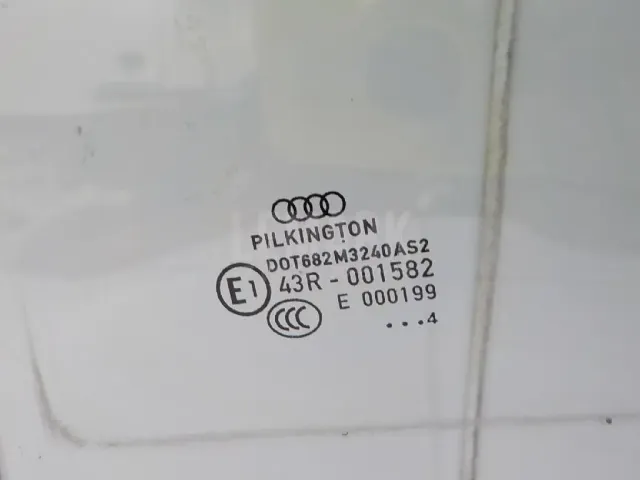 PILKINGTON
DOT682M3240AS2
E1 43R - 001582
CCC E 000199
...4